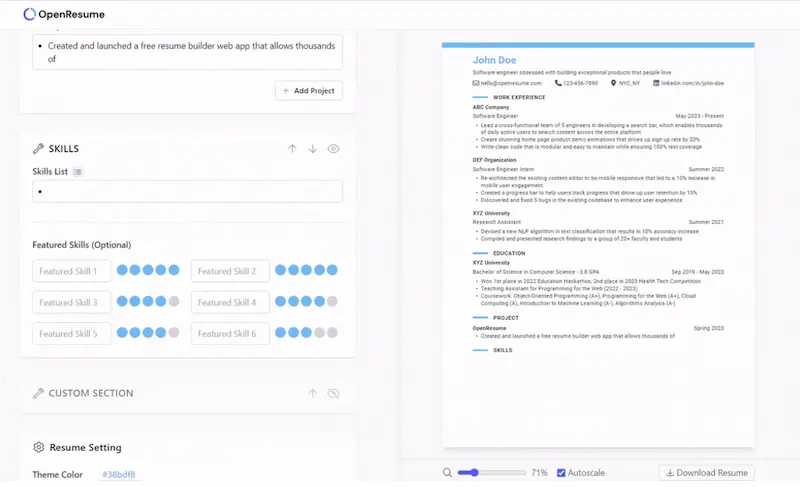 OpenResume
• Created and launched a free resume builder web app that allows thousands
of
+ Add Project
SKILLS
Skills List
•
Featured Skills (Optional)
Featured Skill 1
Featured Skill 2
Featured Skill 3
Featured Skill 4
Featured Skill 5
Featured Skill 6
CUSTOM SECTION
Resume Setting
Theme Color #38bdf8
John Doe
Software engineer obsessed with building exceptional products that people love
hello@openresume.com 123-456-7890 NYC, NY linkedin.com/in/john-doe
WORK EXPERIENCE
ABC Company
Software Engineer May 2023 - Present
• Lead a cross-functional team of 5 engineers in developing a search bar, which enables thousands
of daily active users to search content across the entire platform
• Create stunning home page product demo animations that drives up sign up rate by 20%
• Write clean code that is modular and easy to maintain while ensuring 100% test coverage
DEF Organization
Software Engineer Intern Summer 2022
• Re-architected the existing content editor to be mobile responsive that led to a 10% increase in
mobile user engagement
• Created a progress bar to help users track progress that drove up user retention by 15%
• Discovered and fixed 5 bugs in the existing codebase to enhance user experience
XYZ University
Research Assistant Summer 2021
• Devised a new NLP algorithm in text classification that results in 10% accuracy increase
• Compiled and presented research findings to a group of 20+ faculty and students
EDUCATION
XYZ University
Bachelor of Science in Computer Science - 3.8 GPA Sep 2019 - May 2023
• Won 1st place in 2022 Education Hackathon, 2nd place in 2023 Health Tech Competition
• Teaching Assistant for Programming for the Web (2022 - 2023)
• Coursework: Object-Oriented Programming (A+), Programming for the Web (A+), Cloud
Computing (A), Introduction to Machine Learning (A-), Algorithms Analysis (A-)
PROJECT
OpenResume Spring 2023
• Created and launched a free resume builder web app that allows thousands of
SKILLS
71% Autoscale Download Resume